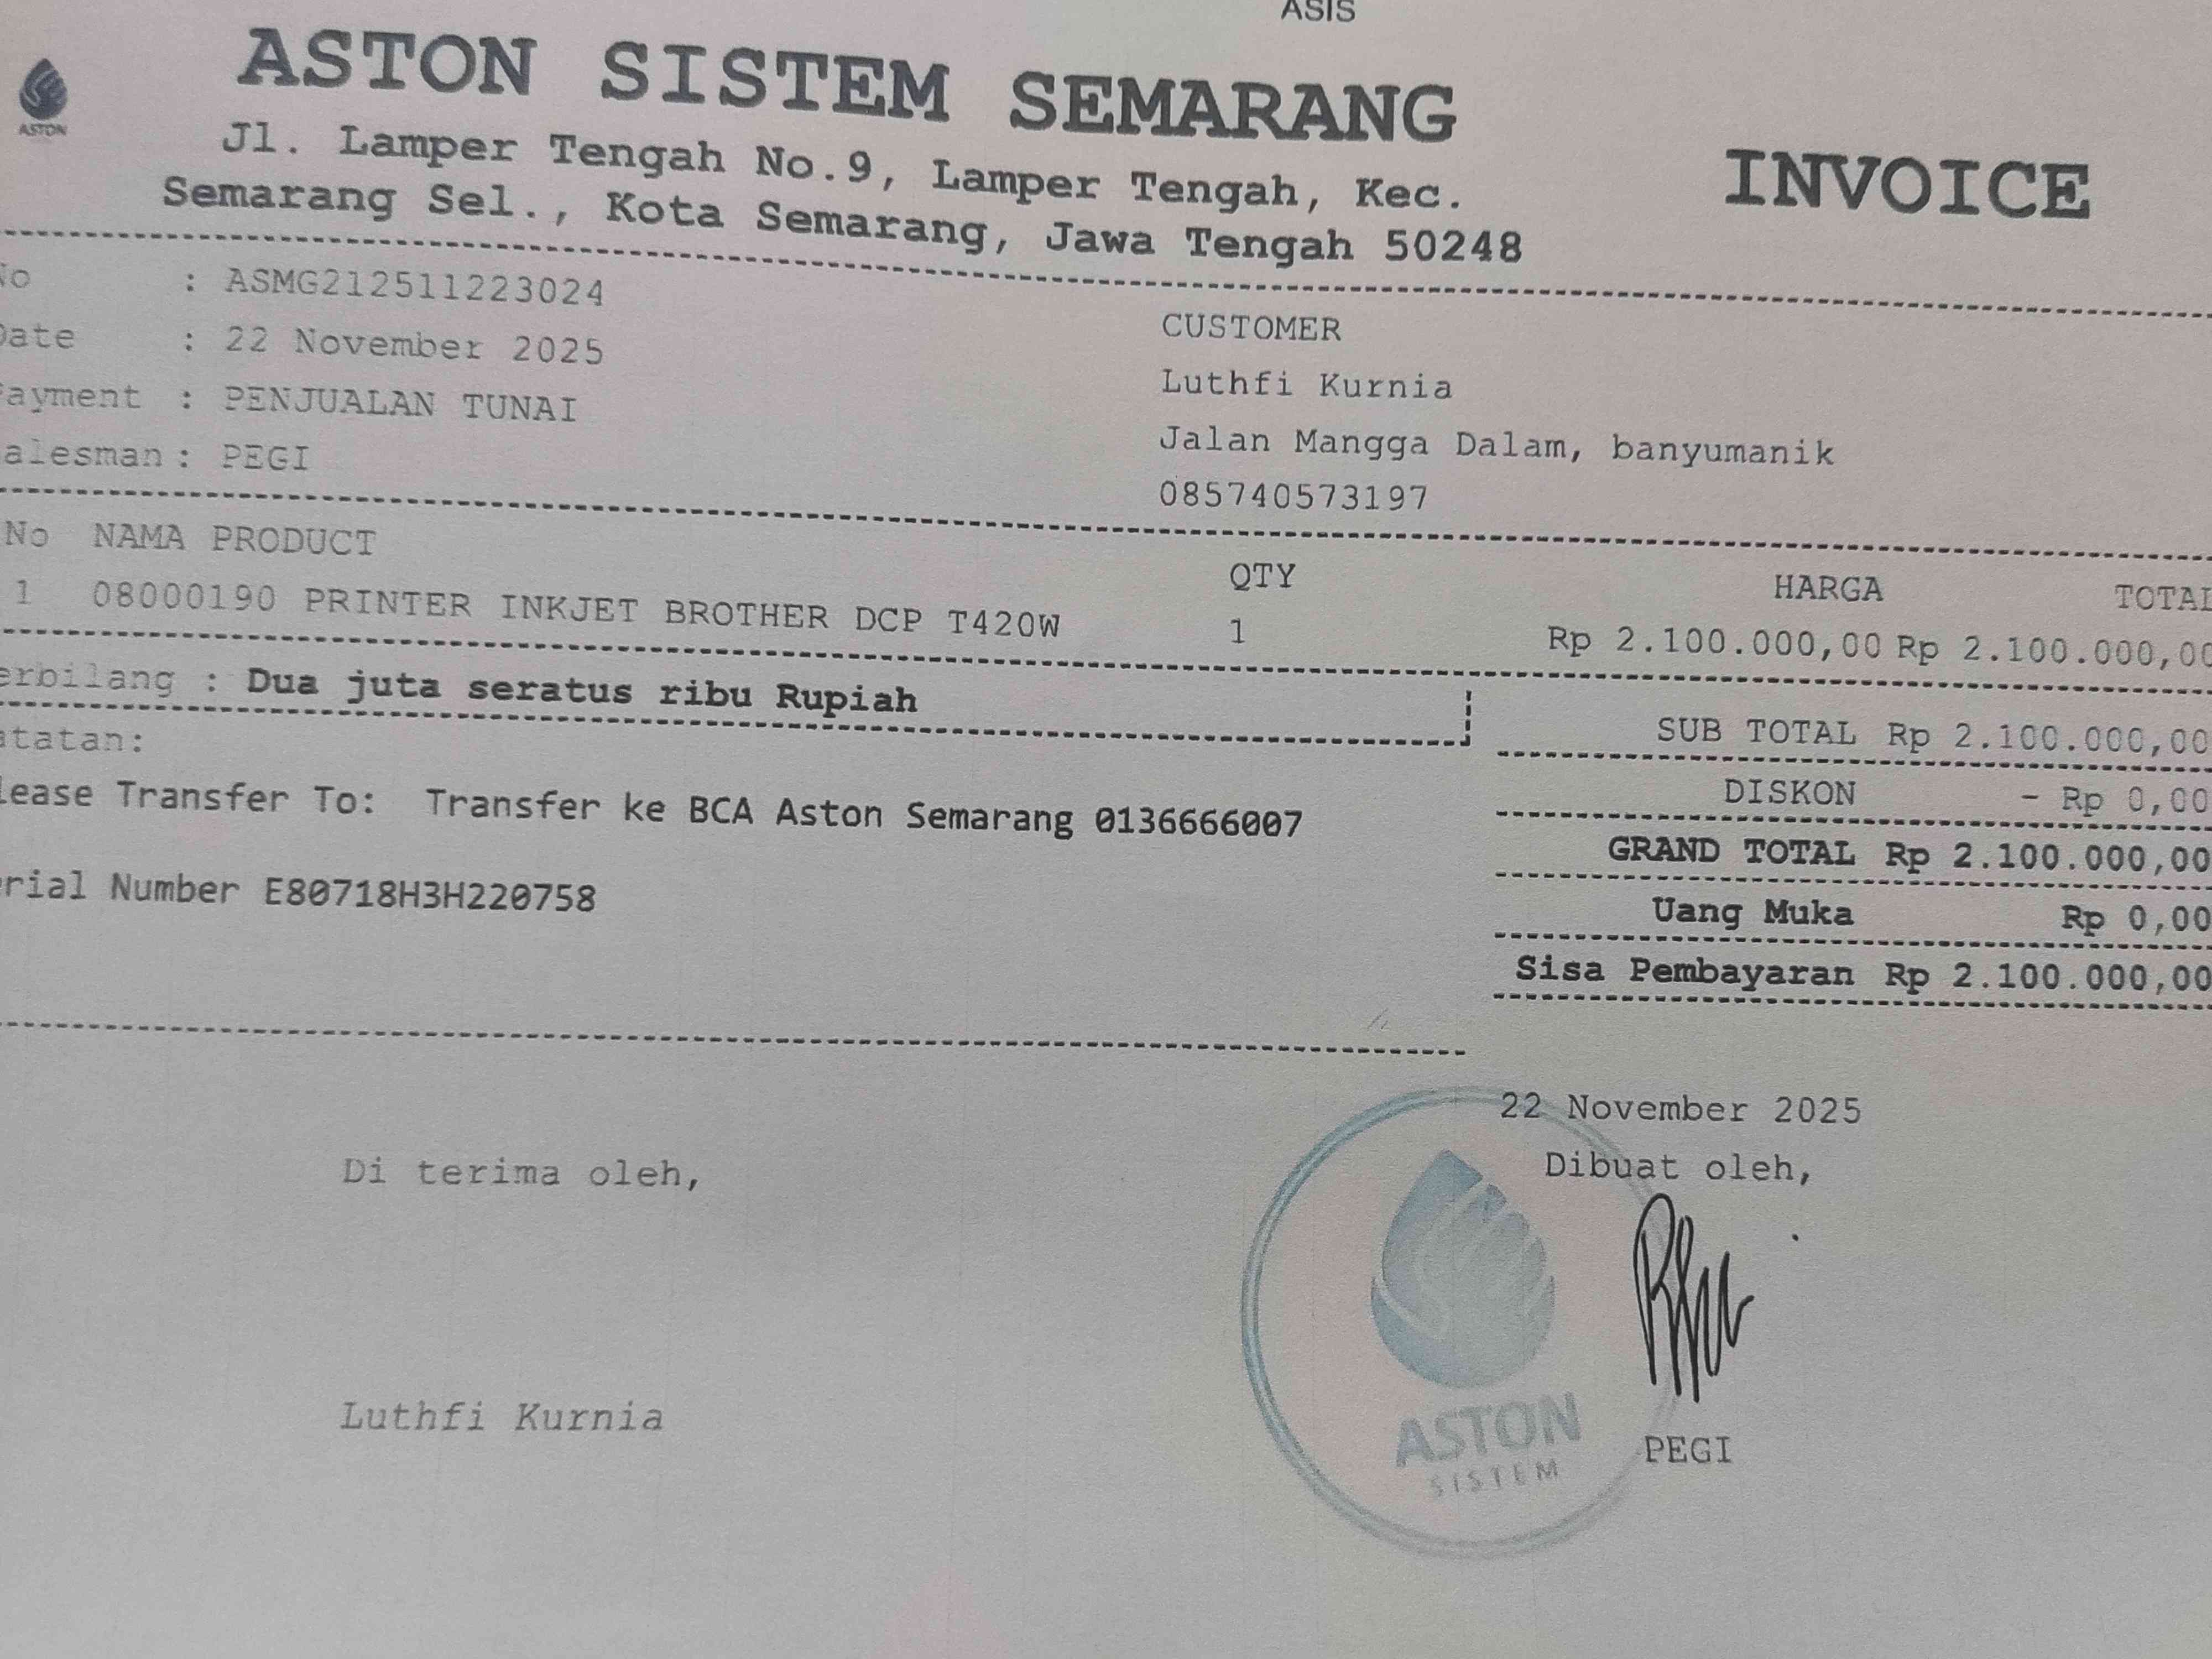 ASIS
ASTON SISTEM SEMARANG
ASTON
Jl. Lamper Tengah No.9, Lamper Tengah, Kec.
Semarang Sel., Kota Semarang, Jawa Tengah 50248
INVOICE
No : ASMG212511223024
Date : 22 November 2025
Payment : PENJUALAN TUNAI
alesman : PEGI
CUSTOMER
Luthfi Kurnia
Jalan Mangga Dalam, banyumanik
085740573197
No NAMA PRODUCT QTY HARGA TOTAL
1 08000190 PRINTER INKJET BROTHER DCP T420W 1 Rp 2.100.000,00 Rp 2.100.000,00
erbilang : Dua juta seratus ribu Rupiah
atatan:
lease Transfer To: Transfer ke BCA Aston Semarang 0136666007
rial Number E80718H3H220758
SUB TOTAL Rp 2.100.000,00
DISKON - Rp 0,00
GRAND TOTAL Rp 2.100.000,00
Uang Muka Rp 0,00
Sisa Pembayaran Rp 2.100.000,00
22 November 2025
Di terima oleh,
Dibuat oleh,
Luthfi Kurnia
PEGI
ASTON
SISTEM